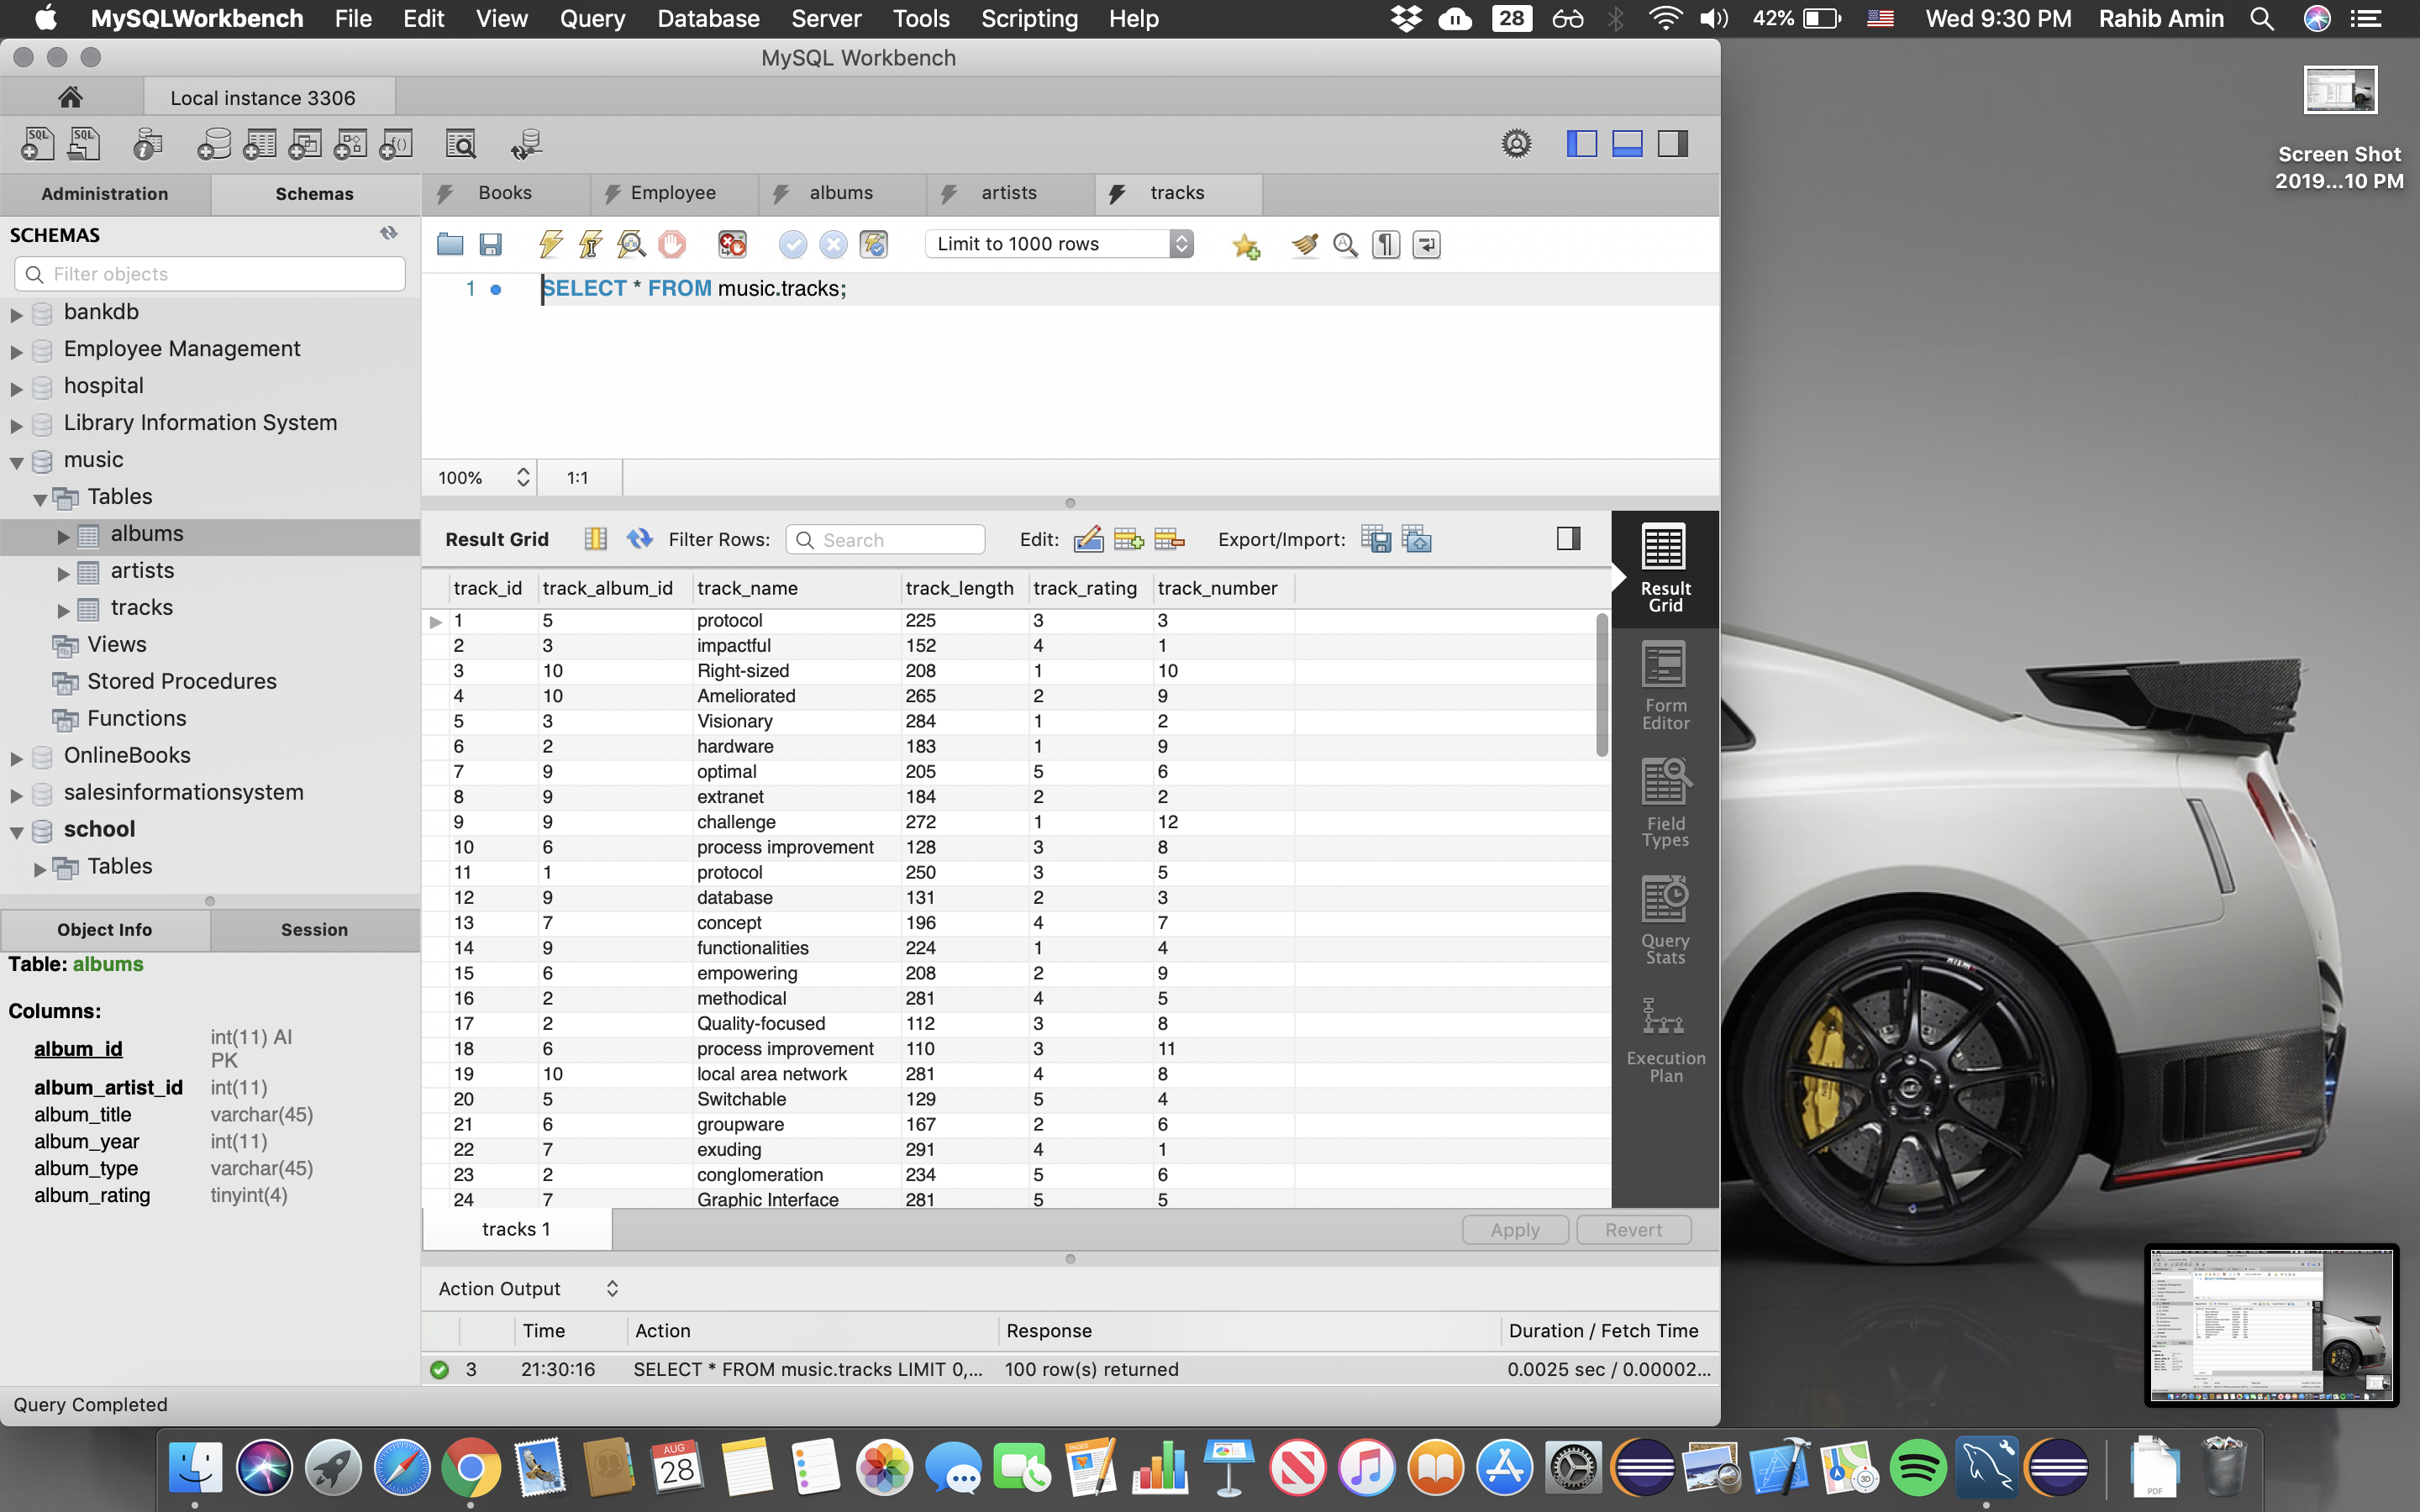 MySQLWorkbench File Edit View Query Database Server Tools Scripting Help 28 42% Wed 9:30 PM Rahib Amin
MySQL Workbench
Local instance 3306
Screen Shot
2019...10 PM
Administration Schemas
Books Employee albums artists tracks
SCHEMAS
Filter objects
Limit to 1000 rows
1 SELECT * FROM music.tracks;
bankdb
Employee Management
hospital
Library Information System
music
Tables
albums
artists
tracks
Views
Stored Procedures
Functions
OnlineBooks
salesinformationsystem
school
Tables
100% 1:1
Result Grid Filter Rows: Search Edit: Export/Import:
track_id track_album_id track_name track_length track_rating track_number
1 5 protocol 225 3 3
2 3 impactful 152 4 1
3 10 Right-sized 208 1 10
4 10 Ameliorated 265 2 9
5 3 Visionary 284 1 2
6 2 hardware 183 1 9
7 9 optimal 205 5 6
8 9 extranet 184 2 2
9 9 challenge 272 1 12
10 6 process improvement 128 3 8
11 1 protocol 250 3 5
12 9 database 131 2 3
13 7 concept 196 4 7
14 9 functionalities 224 1 4
15 6 empowering 208 2 9
16 2 methodical 281 4 5
17 2 Quality-focused 112 3 8
18 6 process improvement 110 3 11
19 10 local area network 281 4 8
20 5 Switchable 129 5 4
21 6 groupware 167 2 6
22 7 exuding 291 4 1
23 2 conglomeration 234 5 6
24 7 Graphic Interface 281 5 5
Result
Grid
Form
Editor
Field
Types
Query
Stats
Execution
Plan
Object Info Session
Table: albums
Columns:
album_id int(11) AI
PK
album_artist_id int(11)
album_title varchar(45)
album_year int(11)
album_type varchar(45)
album_rating tinyint(4)
tracks 1 Apply Revert
Action Output
Time Action Response Duration / Fetch Time
3 21:30:16 SELECT * FROM music.tracks LIMIT 0,... 100 row(s) returned 0.0025 sec / 0.00002...
Query Completed
AUG
28
PAGES
3D
PDF